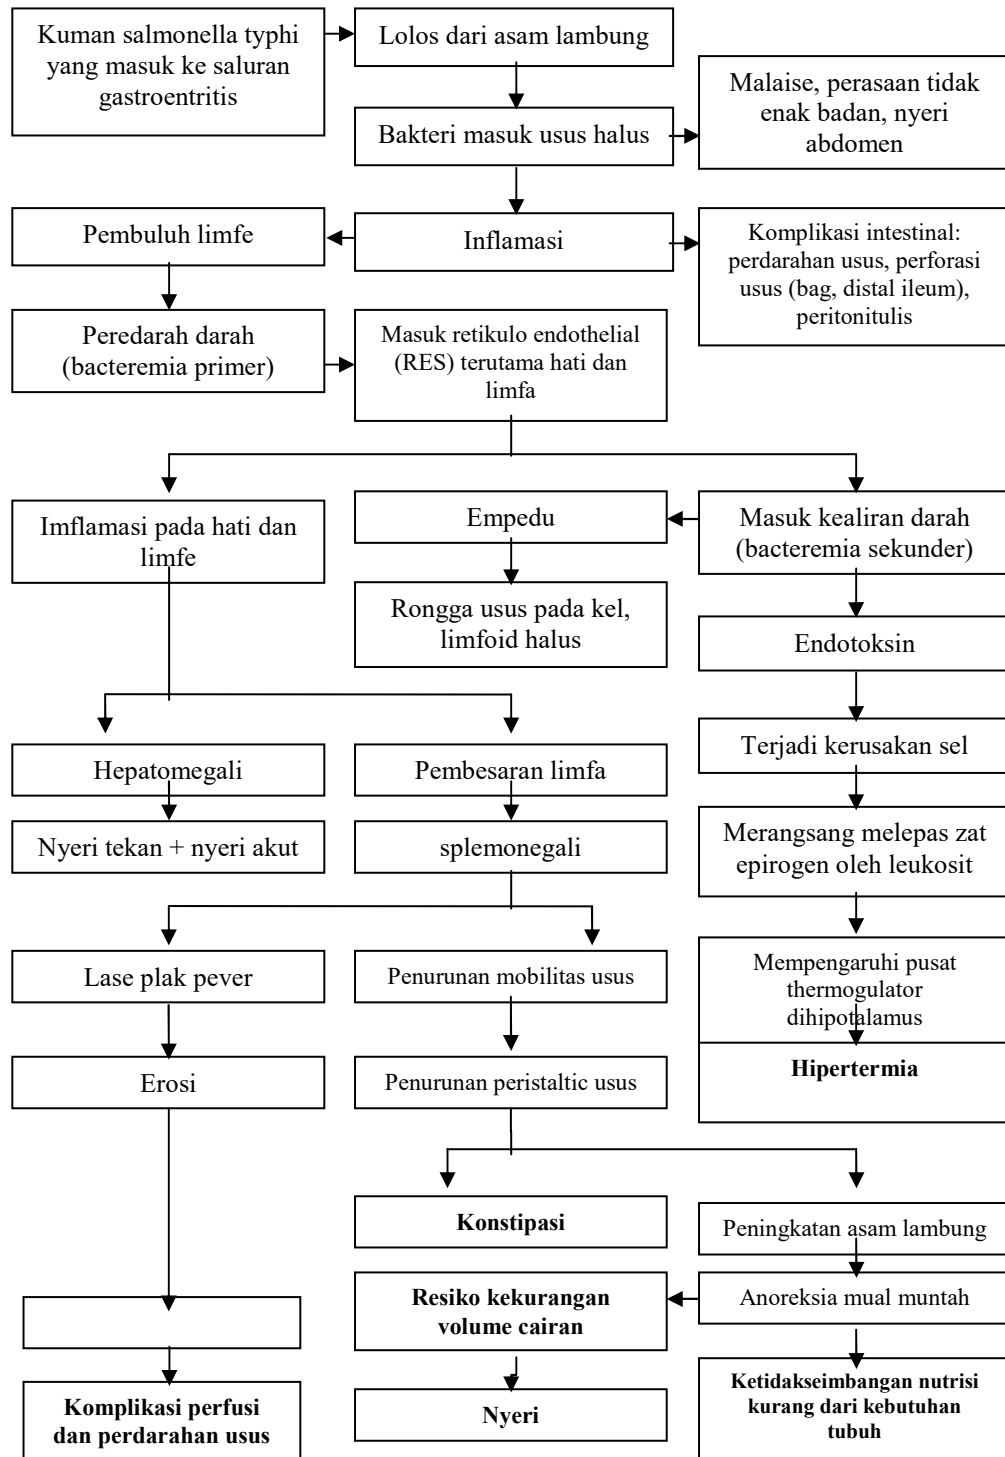 Kuman salmonella typhi
yang masuk ke saluran
gastroentritis
Lolos dari asam lambung
Malaise, perasaan tidak
enak badan, nyeri
abdomen
Bakteri masuk usus halus
Pembuluh limfe
Inflamasi
Komplikasi intestinal:
perdarahan usus, perforasi
usus (bag, distal ileum),
peritonitulis
Peredarah darah
(bacteremia primer)
Masuk retikulo endothelial
(RES) terutama hati dan
limfa
Imflamasi pada hati dan
limfe
Empedu
Masuk kealiran darah
(bacteremia sekunder)
Rongga usus pada kel,
limfoid halus
Endotoksin
Terjadi kerusakan sel
Hepatomegali
Pembesaran limfa
Merangsang melepas zat
epirogen oleh leukosit
Nyeri tekan + nyeri akut
splemonegali
Lase plak pever
Penurunan mobilitas usus
Mempengaruhi pusat
thermogulator
dihipotalamus
Erosi
Penurunan peristaltic usus
Hipertermia
Konstipasi
Peningkatan asam lambung
Resiko kekurangan
volume cairan
Anoreksia mual muntah
Komplikasi perfusi
dan perdarahan usus
Nyeri
Ketidakseimbangan nutrisi
kurang dari kebutuhan
tubuh